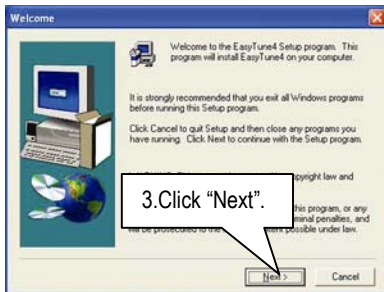 Welcome
Welcome to the EasyTune4 Setup program. This
program will install EasyTune4 on your computer.
It is strongly recommended that you exit all Windows programs
before running this Setup program.
Click Cancel to quit Setup and then close any programs you
have running. Click Next to continue with the Setup program.
pyright law and
3.Click “Next”.
this program, or any
minal penalties, and
will be prosecuted to the possible under law.
Next >
Cancel